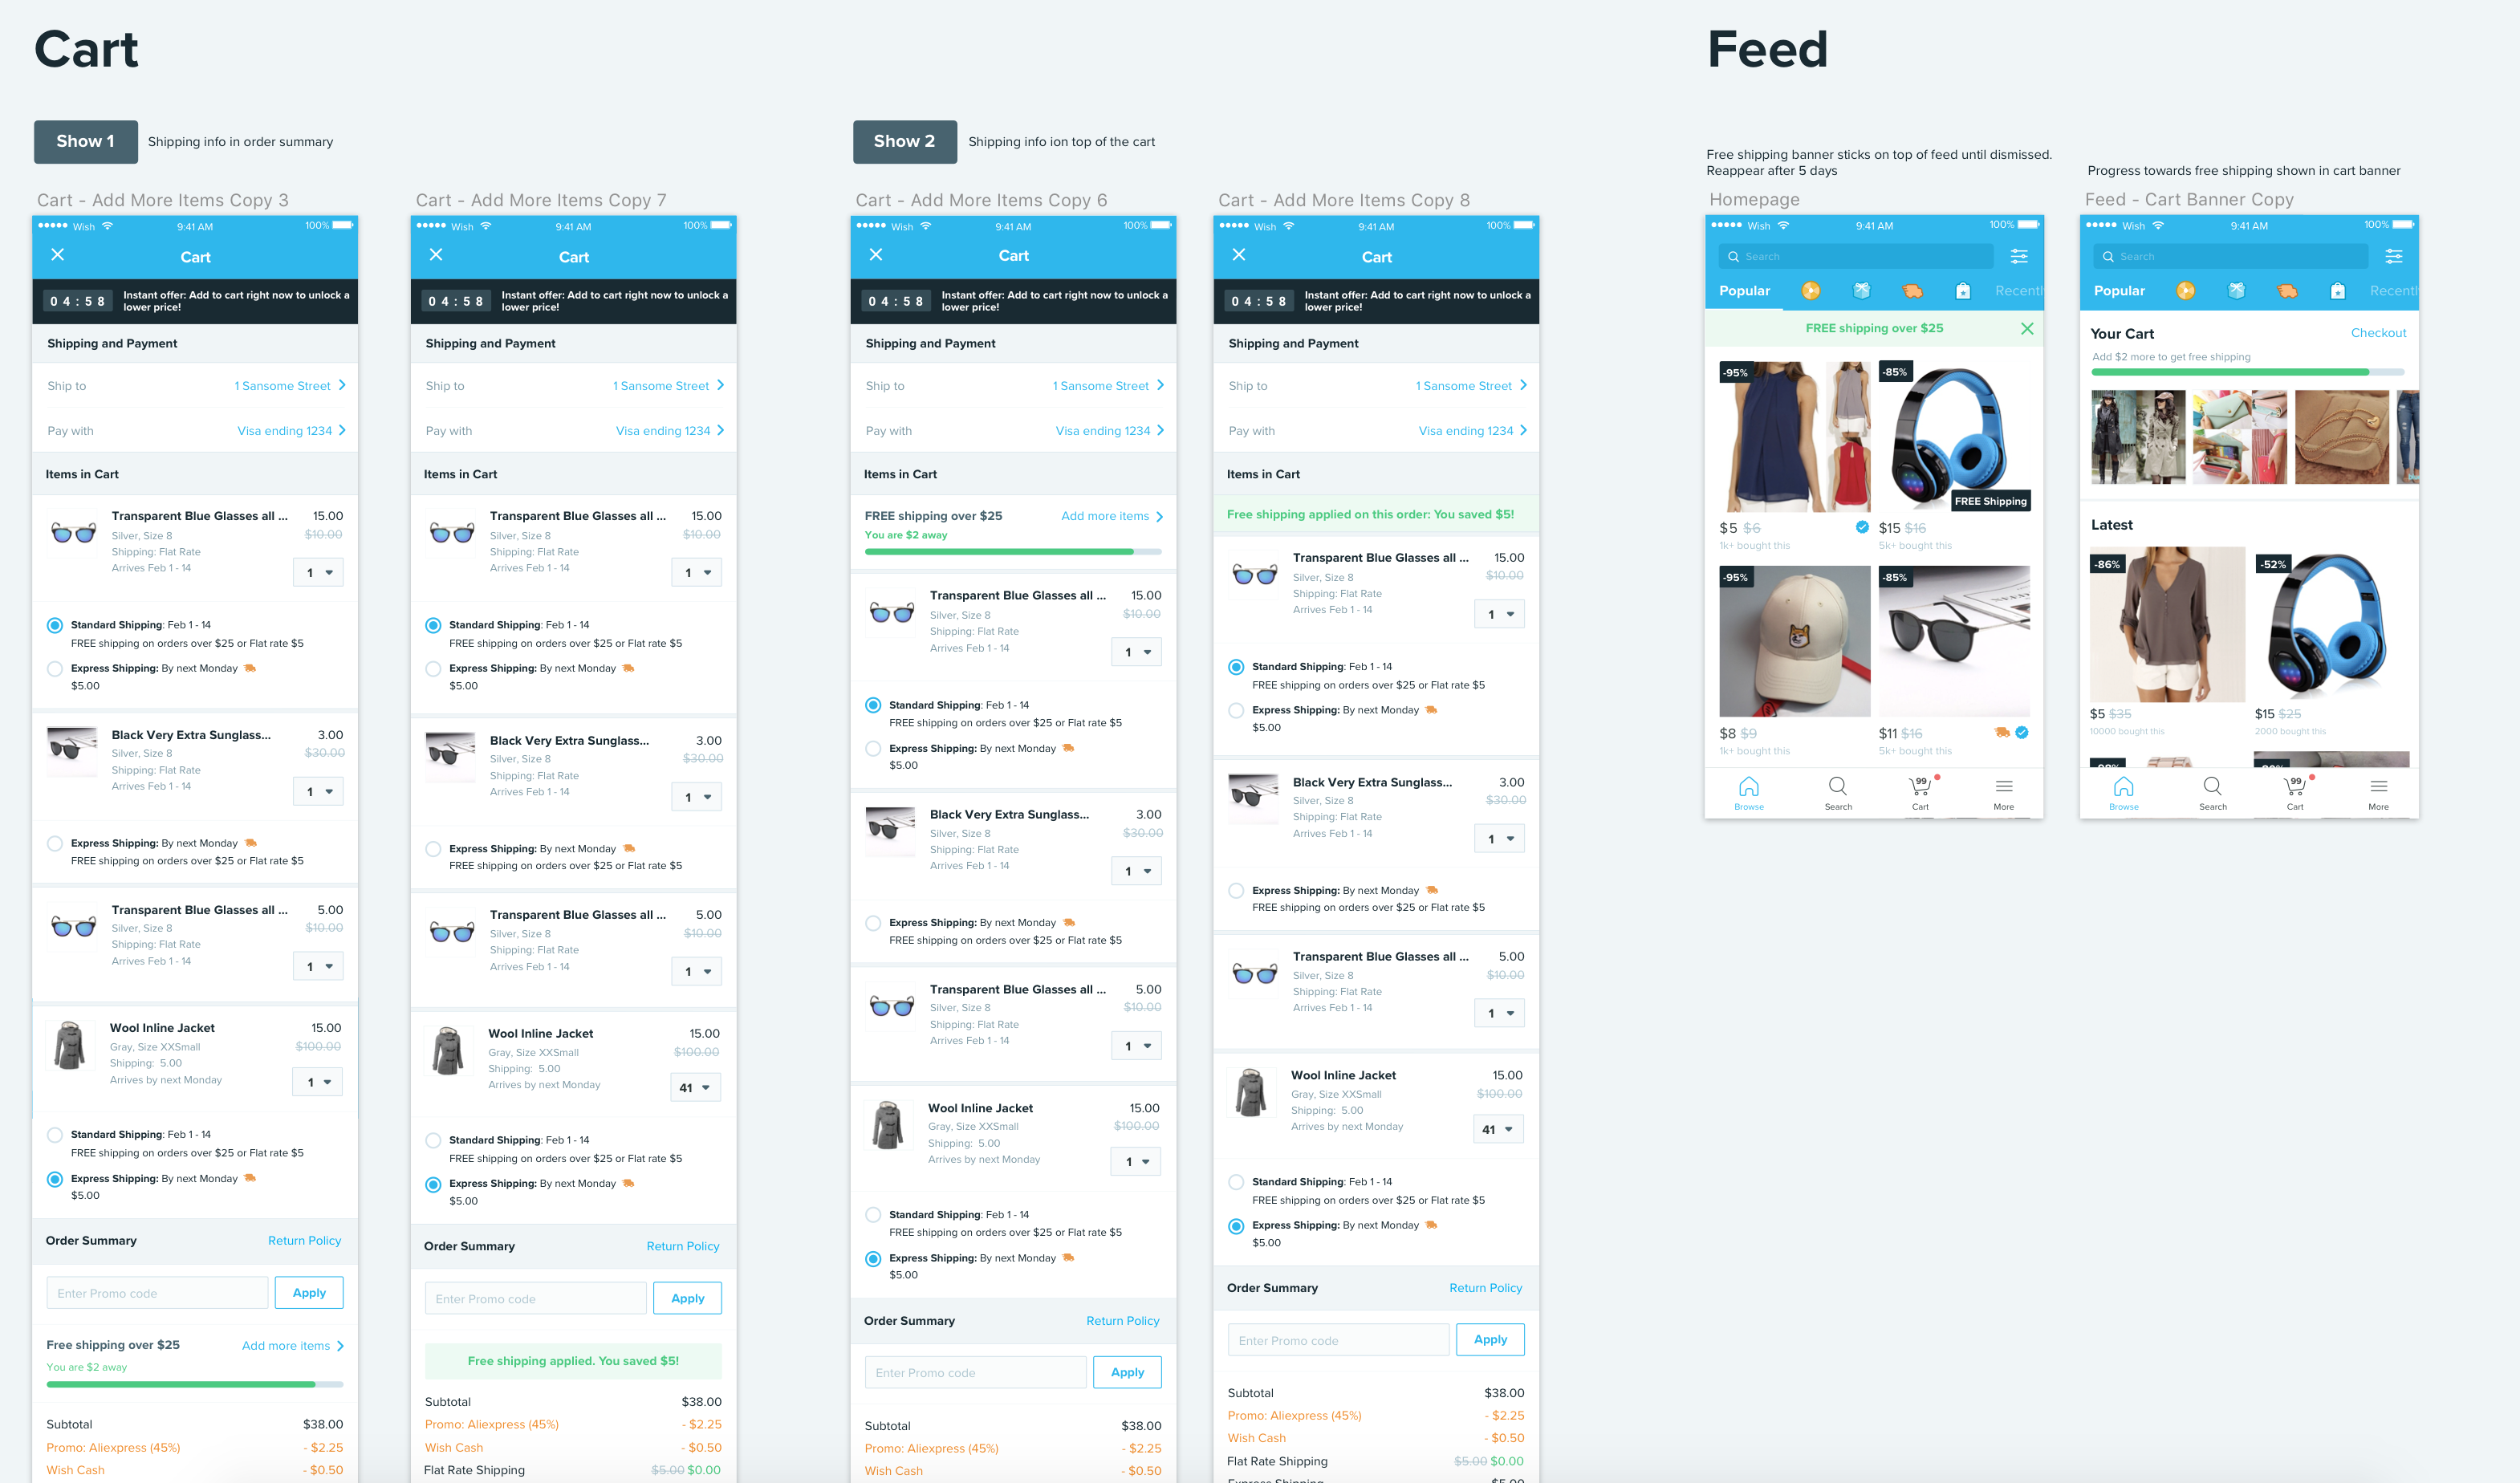 Cart
Show 1
Shipping info in order summary
Cart - Add More Items Copy 3
Wish
9:41 AM
100%
Cart
04:58
Instant offer: Add to cart right now to unlock a
lower price!
Shipping and Payment
Ship to
1 Sansome Street
Pay with
Visa ending 1234
Items in Cart
Transparent Blue Glasses all ...
15.00
Silver, Size 8
$10.00
Shipping: Flat Rate
Arrives Feb 1 - 14
1
Standard Shipping: Feb 1 - 14
FREE shipping on orders over $25 or Flat rate $5
Express Shipping: By next Monday
$5.00
Black Very Extra Sunglass...
3.00
Silver, Size 8
$30.00
Shipping: Flat Rate
Arrives Feb 1 - 14
1
Express Shipping: By next Monday
FREE shipping on orders over $25 or Flat rate $5
Transparent Blue Glasses all ...
5.00
Silver, Size 8
$10.00
Shipping: Flat Rate
Arrives Feb 1 - 14
1
Wool Inline Jacket
15.00
Gray, Size XXSmall
$100.00
Shipping: 5.00
Arrives by next Monday
1
Standard Shipping: Feb 1 - 14
FREE shipping on orders over $25 or Flat rate $5
Express Shipping: By next Monday
$5.00
Order Summary
Return Policy
Enter Promo code
Apply
Free shipping over $25
Add more items
You are $2 away
Subtotal
$38.00
Promo: Aliexpress (45%)
- $2.25
Wish Cash
- $0.50
Cart - Add More Items Copy 7
Wish
9:41 AM
100%
Cart
04:58
Instant offer: Add to cart right now to unlock a
lower price!
Shipping and Payment
Ship to
1 Sansome Street
Pay with
Visa ending 1234
Items in Cart
Transparent Blue Glasses all ...
15.00
Silver, Size 8
$10.00
Shipping: Flat Rate
Arrives Feb 1 - 14
1
Standard Shipping: Feb 1 - 14
FREE shipping on orders over $25 or Flat rate $5
Express Shipping: By next Monday
$5.00
Black Very Extra Sunglass...
3.00
Silver, Size 8
$30.00
Shipping: Flat Rate
Arrives Feb 1 - 14
1
Express Shipping: By next Monday
FREE shipping on orders over $25 or Flat rate $5
Transparent Blue Glasses all ...
5.00
Silver, Size 8
$10.00
Shipping: Flat Rate
Arrives Feb 1 - 14
1
Wool Inline Jacket
15.00
Gray, Size XXSmall
$100.00
Shipping: 5.00
Arrives by next Monday
41
Standard Shipping: Feb 1 - 14
FREE shipping on orders over $25 or Flat rate $5
Express Shipping: By next Monday
$5.00
Order Summary
Return Policy
Enter Promo code
Apply
Free shipping applied. You saved $5!
Subtotal
$38.00
Promo: Aliexpress (45%)
- $2.25
Wish Cash
- $0.50
Flat Rate Shipping
$5.00 $0.00
Show 2
Shipping info ion top of the cart
Cart - Add More Items Copy 6
Wish
9:41 AM
100%
Cart
04:58
Instant offer: Add to cart right now to unlock a
lower price!
Shipping and Payment
Ship to
1 Sansome Street
Pay with
Visa ending 1234
Items in Cart
FREE shipping over $25
Add more items
You are $2 away
Transparent Blue Glasses all ...
15.00
Silver, Size 8
$10.00
Shipping: Flat Rate
Arrives Feb 1 - 14
1
Standard Shipping: Feb 1 - 14
FREE shipping on orders over $25 or Flat rate $5
Express Shipping: By next Monday
$5.00
Black Very Extra Sunglass...
3.00
Silver, Size 8
$30.00
Shipping: Flat Rate
Arrives Feb 1 - 14
1
Express Shipping: By next Monday
FREE shipping on orders over $25 or Flat rate $5
Transparent Blue Glasses all ...
5.00
Silver, Size 8
$10.00
Shipping: Flat Rate
Arrives Feb 1 - 14
1
Wool Inline Jacket
15.00
Gray, Size XXSmall
$100.00
Shipping: 5.00
Arrives by next Monday
1
Standard Shipping: Feb 1 - 14
FREE shipping on orders over $25 or Flat rate $5
Express Shipping: By next Monday
$5.00
Order Summary
Return Policy
Enter Promo code
Apply
Subtotal
$38.00
Promo: Aliexpress (45%)
- $2.25
Wish Cash
- $0.50
Cart - Add More Items Copy 8
Wish
9:41 AM
100%
Cart
04:58
Instant offer: Add to cart right now to unlock a
lower price!
Shipping and Payment
Ship to
1 Sansome Street
Pay with
Visa ending 1234
Items in Cart
Free shipping applied on this order: You saved $5!
Transparent Blue Glasses all ...
15.00
Silver, Size 8
$10.00
Shipping: Flat Rate
Arrives Feb 1 - 14
1
Standard Shipping: Feb 1 - 14
FREE shipping on orders over $25 or Flat rate $5
Express Shipping: By next Monday
$5.00
Black Very Extra Sunglass...
3.00
Silver, Size 8
$30.00
Shipping: Flat Rate
Arrives Feb 1 - 14
1
Express Shipping: By next Monday
FREE shipping on orders over $25 or Flat rate $5
Transparent Blue Glasses all ...
5.00
Silver, Size 8
$10.00
Shipping: Flat Rate
Arrives Feb 1 - 14
1
Wool Inline Jacket
15.00
Gray, Size XXSmall
$100.00
Shipping: 5.00
Arrives by next Monday
41
Standard Shipping: Feb 1 - 14
FREE shipping on orders over $25 or Flat rate $5
Express Shipping: By next Monday
$5.00
Order Summary
Return Policy
Enter Promo code
Apply
Subtotal
$38.00
Promo: Aliexpress (45%)
- $2.25
Wish Cash
- $0.50
Flat Rate Shipping
$5.00 $0.00
Feed
Free shipping banner sticks on top of feed until dismissed.
Reappear after 5 days
Homepage
Wish
9:41 AM
100%
Search
Popular
Recentl
FREE shipping over $25
-95%
-85%
FREE Shipping
$5 $6
$15 $16
1k+ bought this
5k+ bought this
-95%
-85%
$8 $9
$11 $16
1k+ bought this
5k+ bought this
99
Browse
Search
Cart
More
Progress towards free shipping shown in cart banner
Feed - Cart Banner Copy
Wish
9:41 AM
100%
Search
Popular
Recentl
Your Cart
Checkout
Add $2 more to get free shipping
Latest
-86%
-52%
$5 $35
$15 $25
10000 bought this
2000 bought this
99
Browse
Search
Cart
More